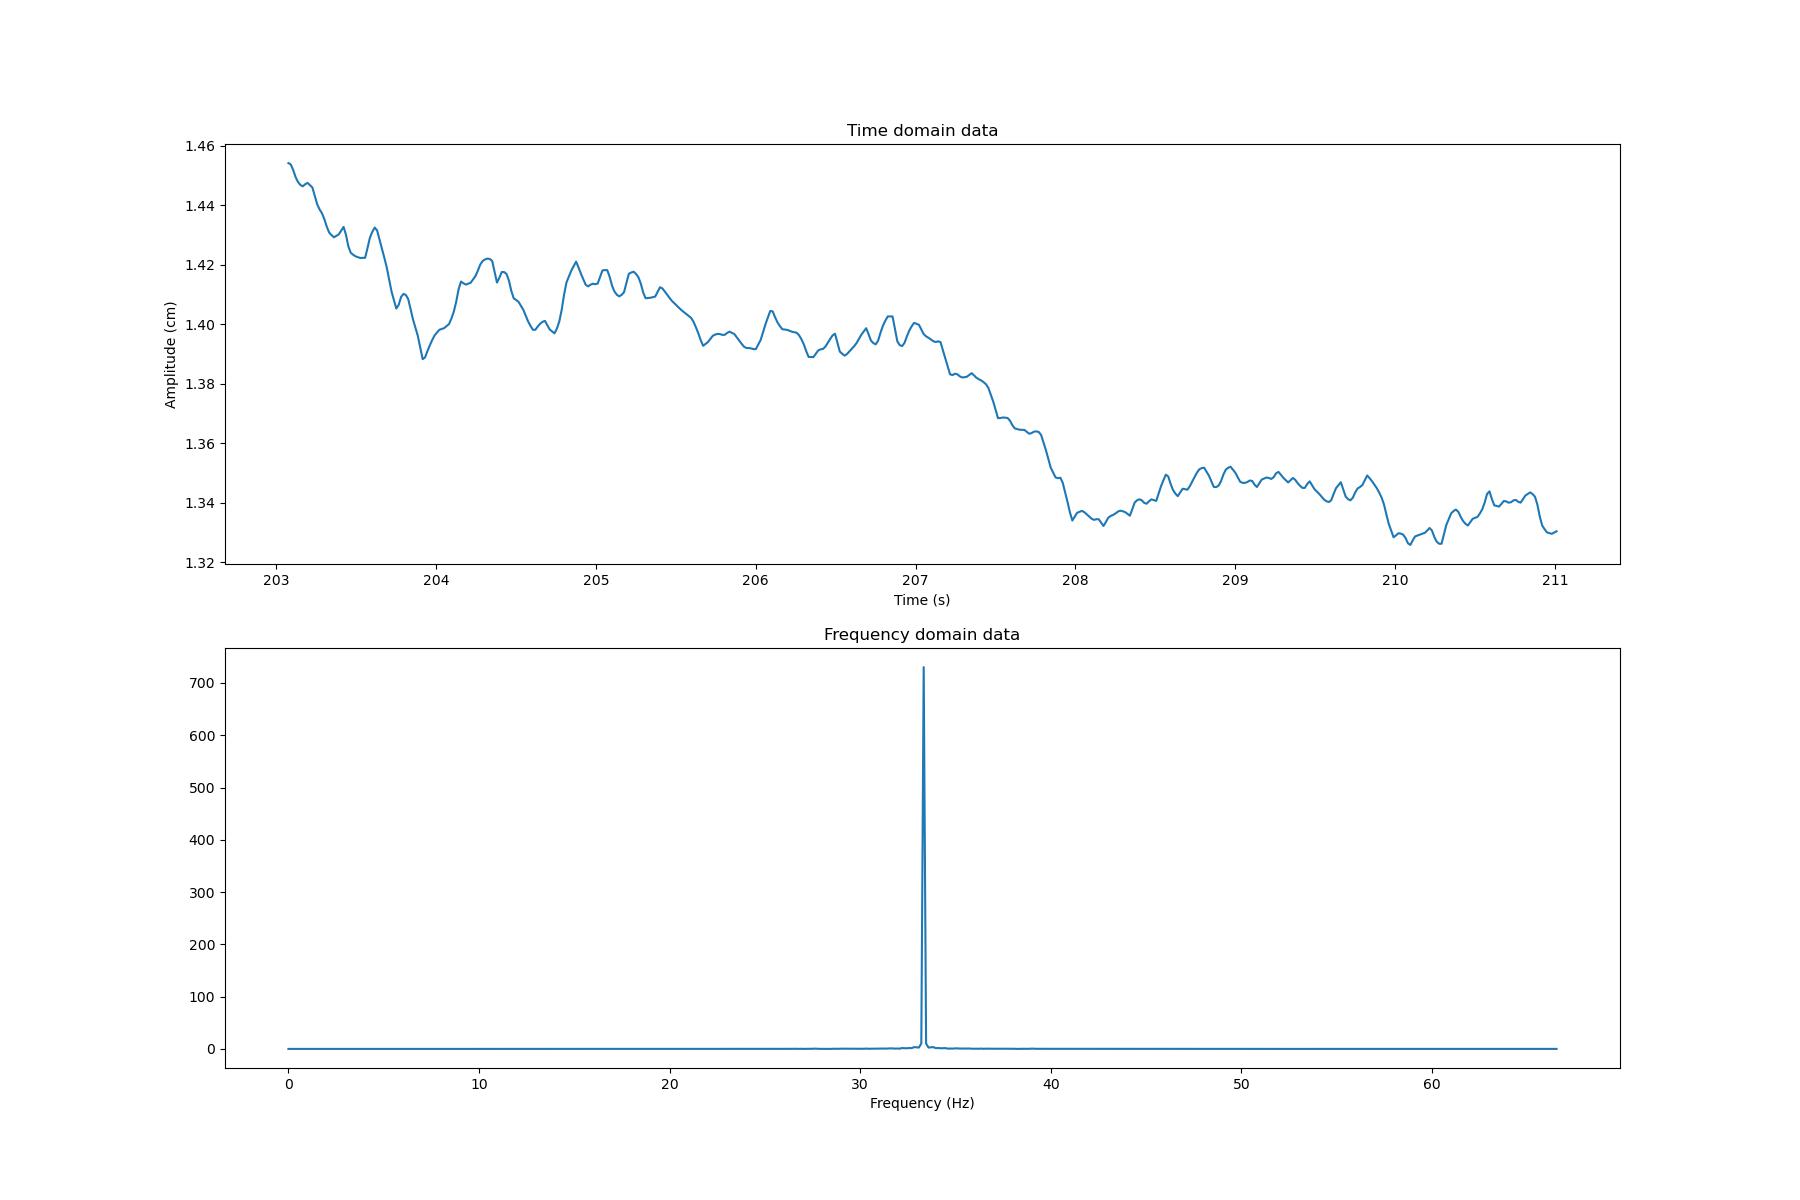 Time domain data
1.46
1.44
1.42
1.40
1.38
1.36
1.34
1.32
Amplitude (cm)
203 204 205 206 207 208 209 210 211
Time (s)
Frequency domain data
700
600
500
400
300
200
100
0
0 10 20 30 40 50 60
Frequency (Hz)